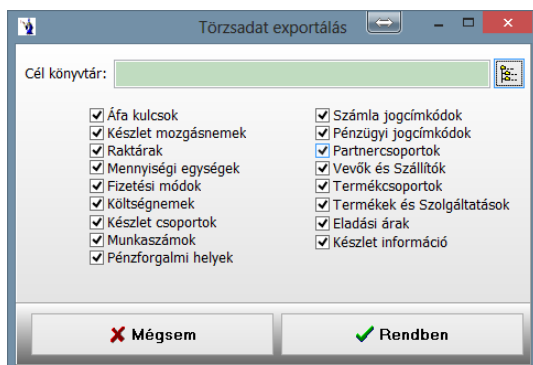 Törzsadat exportálás
Cél könyvtár:
Áfa kulcsok
Készlet mozgásnemek
Raktárak
Mennyiségi egységek
Fizetési módok
Költségnemek
Készlet csoportok
Munkaszámok
Pénzforgalmi helyek
Számla jogcímkódok
Pénzügyi jogcímkódok
Partnercsoportok
Vevők és Szállítók
Termékcsoportok
Termékek és Szolgáltatások
Eladási árak
Készlet információ
Mégsem
Rendben